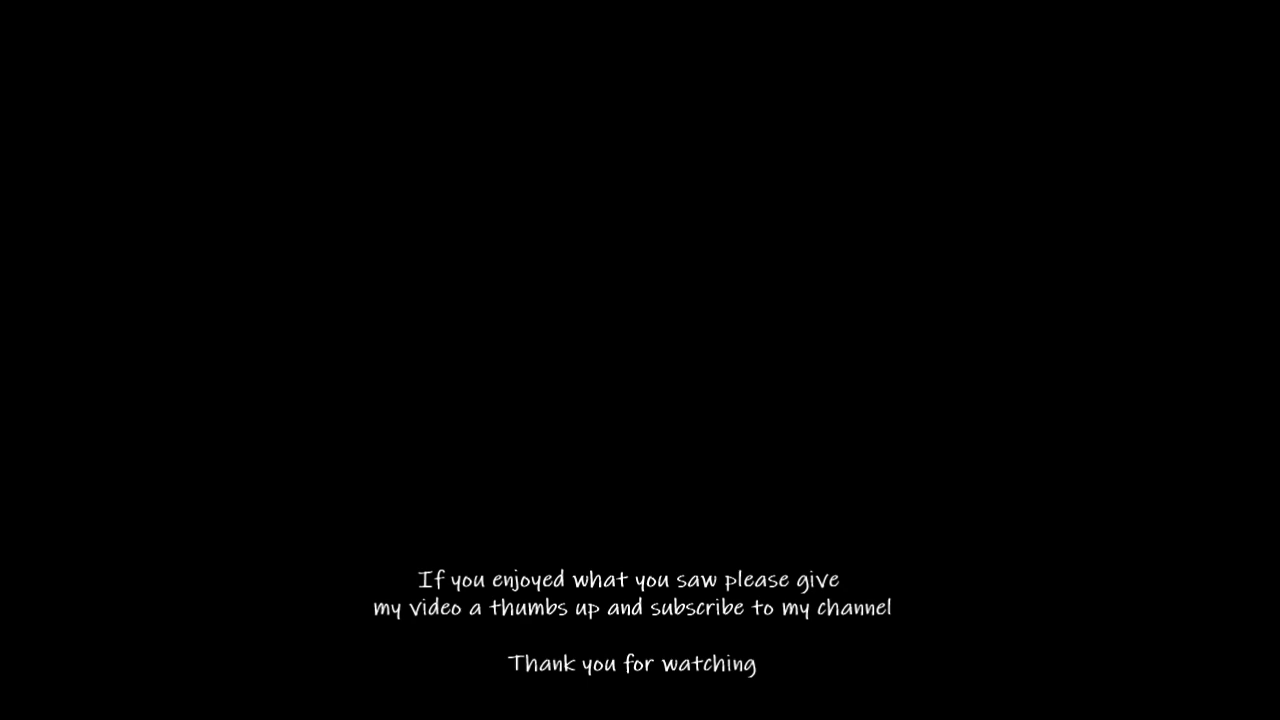 If you enjoyed what you saw please give
my video a thumbs up and subscribe to my channel
Thank you for watching